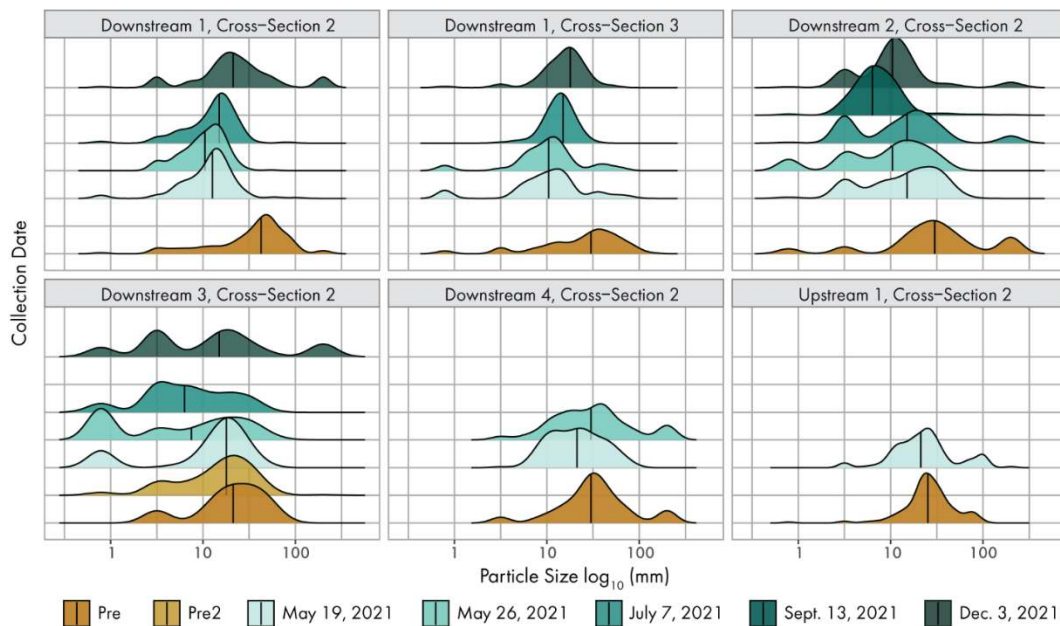 Downstream 1, Cross-Section 2
Downstream 1, Cross-Section 3
Downstream 2, Cross-Section 2
Collection Date
Downstream 3, Cross-Section 2
Downstream 4, Cross-Section 2
Upstream 1, Cross-Section 2
1 10 100 1 10 100 1 10 100
Particle Size log10 (mm)
Pre Pre2 May 19, 2021 May 26, 2021 July 7, 2021 Sept. 13, 2021 Dec. 3, 2021